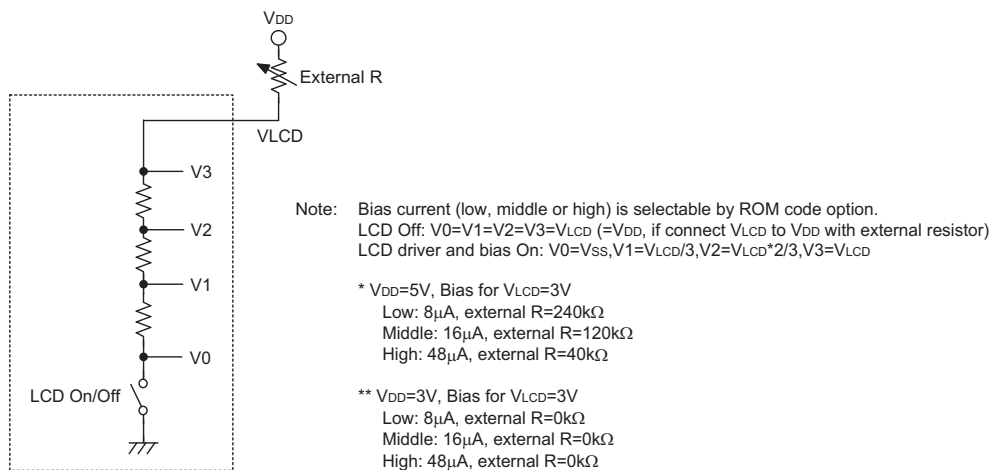 VDD
External R
VLCD
V3
V2
V1
V0
LCD On/Off
Note: Bias current (low, middle or high) is selectable by ROM code option.
LCD Off: V0=V1=V2=V3=VLCD (=VDD, if connect VLCD to VDD with external resistor)
LCD driver and bias On: V0=VSS,V1=VLCD/3,V2=VLCD*2/3,V3=VLCD
* VDD=5V, Bias for VLCD=3V
Low: 8μA, external R=240kΩ
Middle: 16μA, external R=120kΩ
High: 48μA, external R=40kΩ
** VDD=3V, Bias for VLCD=3V
Low: 8μA, external R=0kΩ
Middle: 16μA, external R=0kΩ
High: 48μA, external R=0kΩ